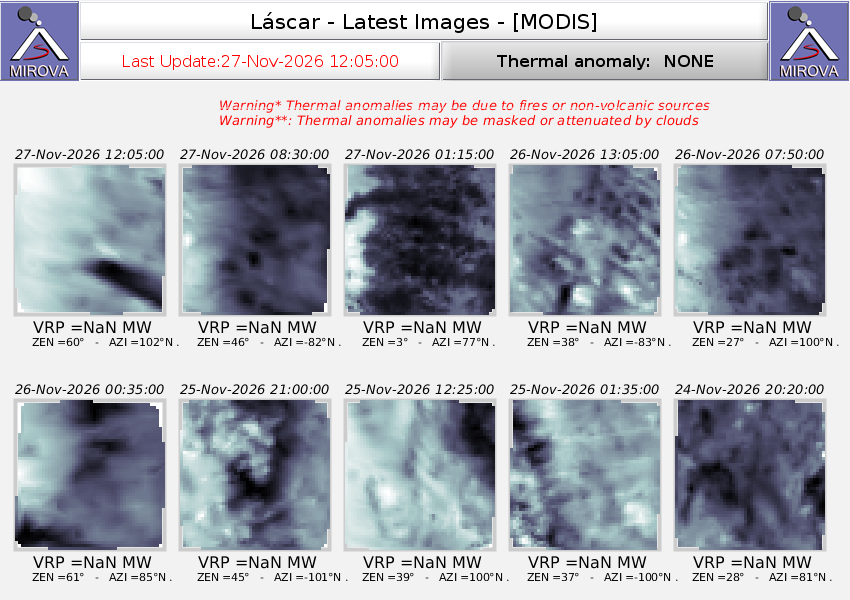 Láscar - Latest Images - [MODIS]
MIROVA
MIROVA
Last Update:27-Nov-2026 12:05:00
Thermal anomaly: NONE
Warning* Thermal anomalies may be due to fires or non-volcanic sources
Warning**: Thermal anomalies may be masked or attenuated by clouds
27-Nov-2026 12:05:00 27-Nov-2026 08:30:00 27-Nov-2026 01:15:00 26-Nov-2026 13:05:00 26-Nov-2026 07:50:00
VRP =NaN MW VRP =NaN MW VRP =NaN MW VRP =NaN MW VRP =NaN MW
ZEN =60° - AZI =102°N . ZEN =46° - AZI =-82°N . ZEN =3° - AZI =77°N . ZEN =38° - AZI =-83°N . ZEN =27° - AZI =100°N .
26-Nov-2026 00:35:00 25-Nov-2026 21:00:00 25-Nov-2026 12:25:00 25-Nov-2026 01:35:00 24-Nov-2026 20:20:00
VRP =NaN MW VRP =NaN MW VRP =NaN MW VRP =NaN MW VRP =NaN MW
ZEN =61° - AZI =85°N . ZEN =45° - AZI =-101°N . ZEN =39° - AZI =100°N . ZEN =37° - AZI =-100°N . ZEN =28° - AZI =81°N .